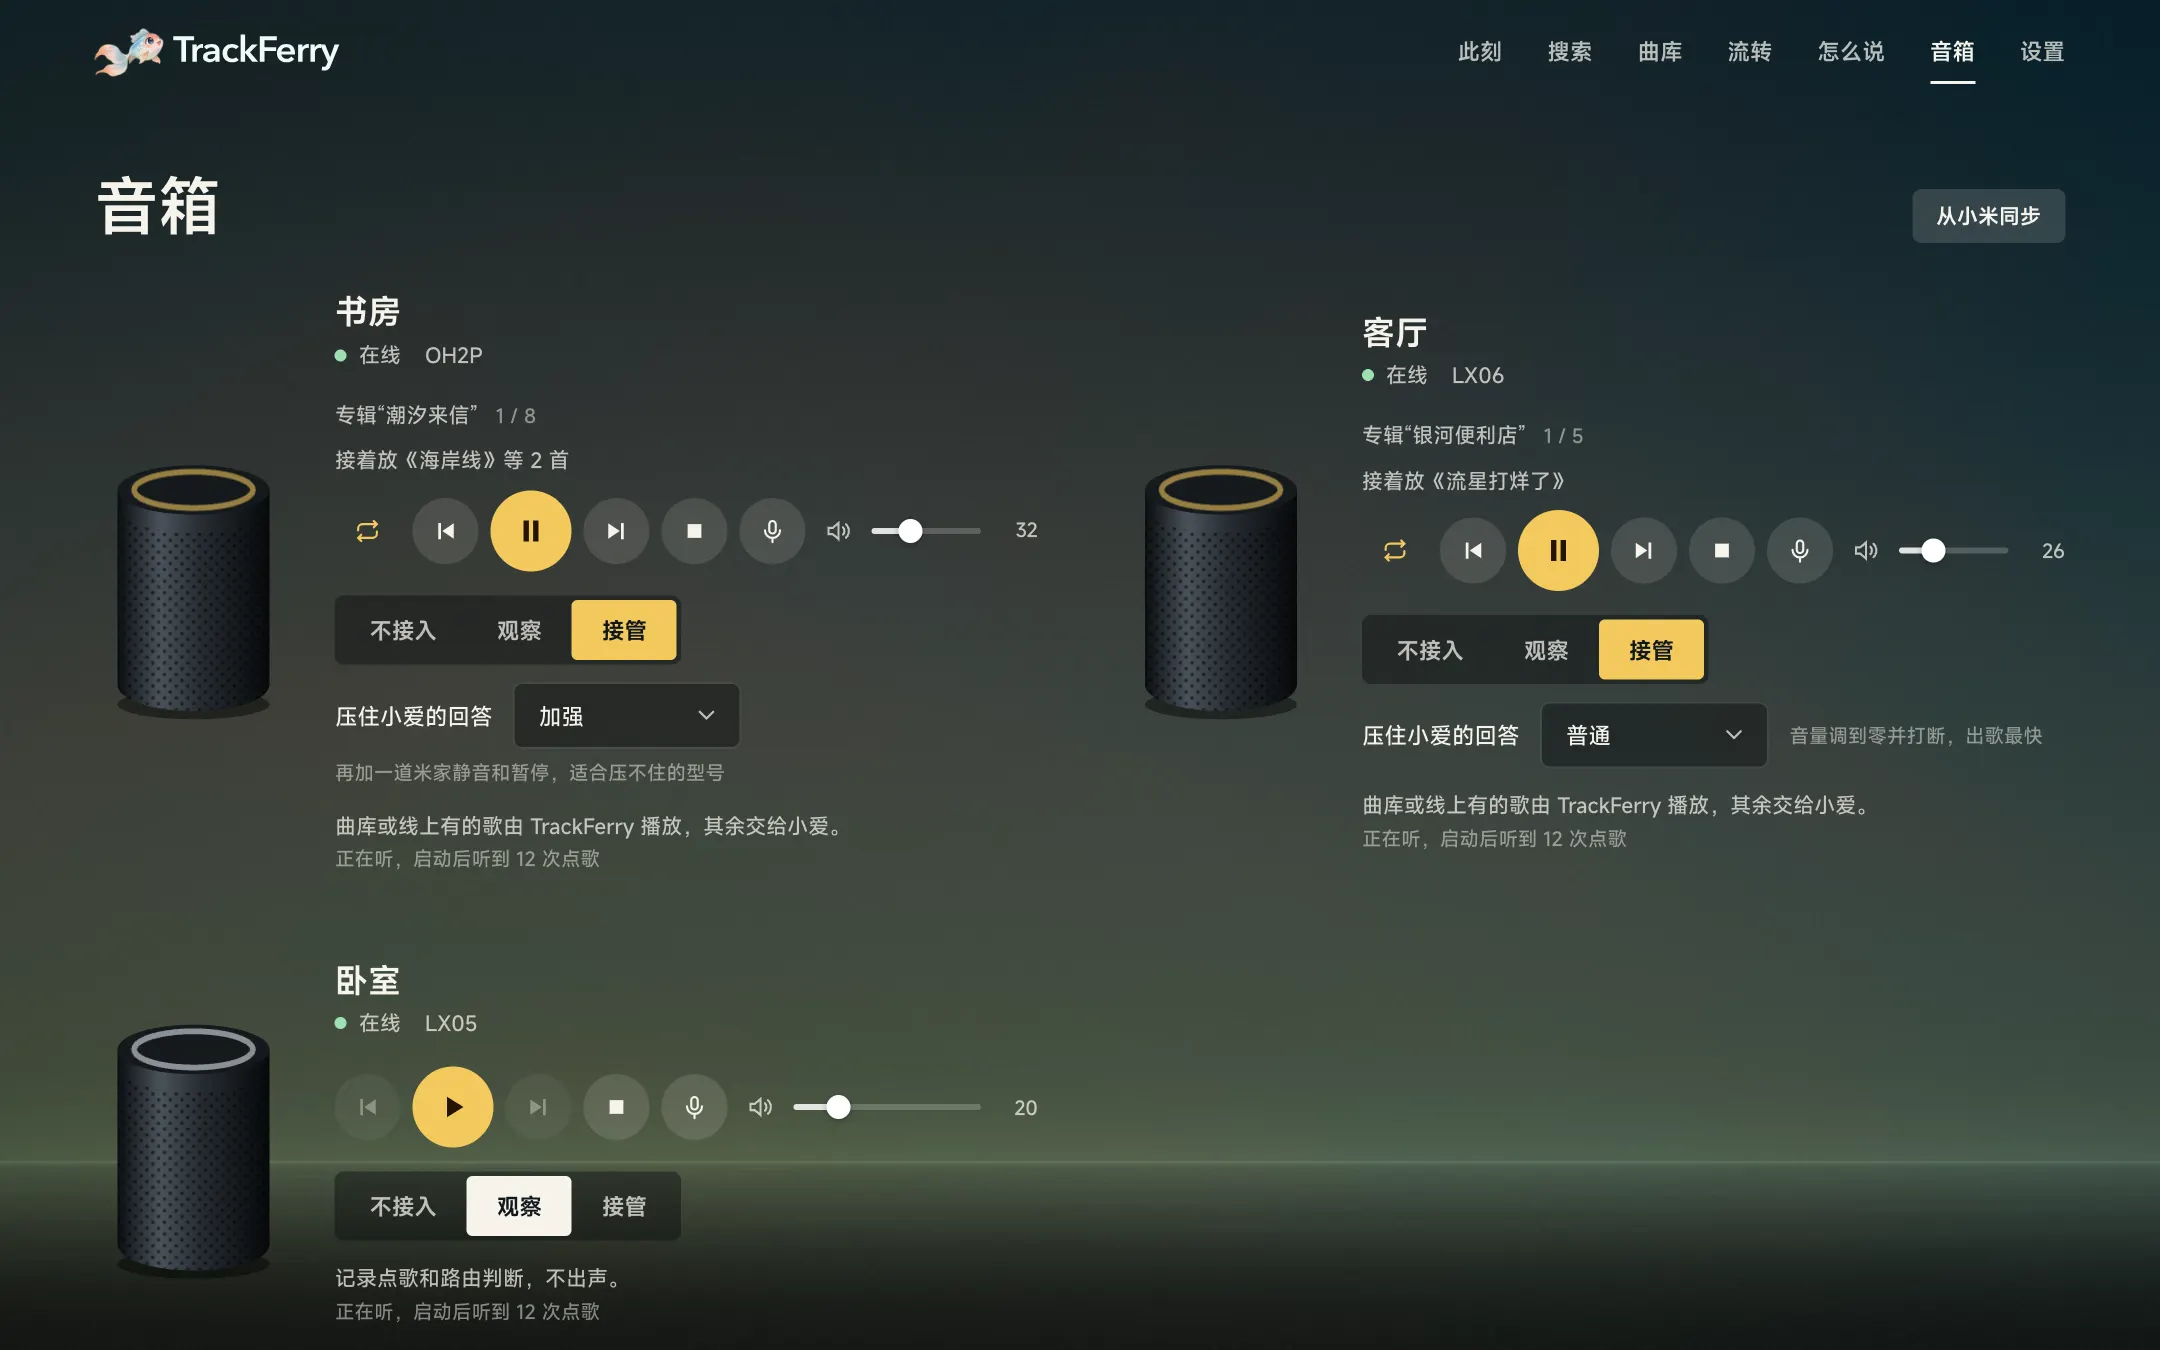 TrackFerry
此刻 搜索 曲库 流转 怎么说 音箱 设置
音箱
从小米同步
书房
在线 OH2P
专辑“潮汐来信” 1 / 8
接着放《海岸线》等 2 首
32
不接入 观察 接管
压住小爱的回答 加强
再加一道米家静音和暂停，适合压不住的型号
曲库或线上有的歌由 TrackFerry 播放，其余交给小爱。
正在听，启动后听到 12 次点歌
客厅
在线 LX06
专辑“银河便利店” 1 / 5
接着放《流星打烊了》
26
不接入 观察 接管
压住小爱的回答 普通 音量调到零并打断，出歌最快
曲库或线上有的歌由 TrackFerry 播放，其余交给小爱。
正在听，启动后听到 12 次点歌
卧室
在线 LX05
20
不接入 观察 接管
记录点歌和路由判断，不出声。
正在听，启动后听到 12 次点歌